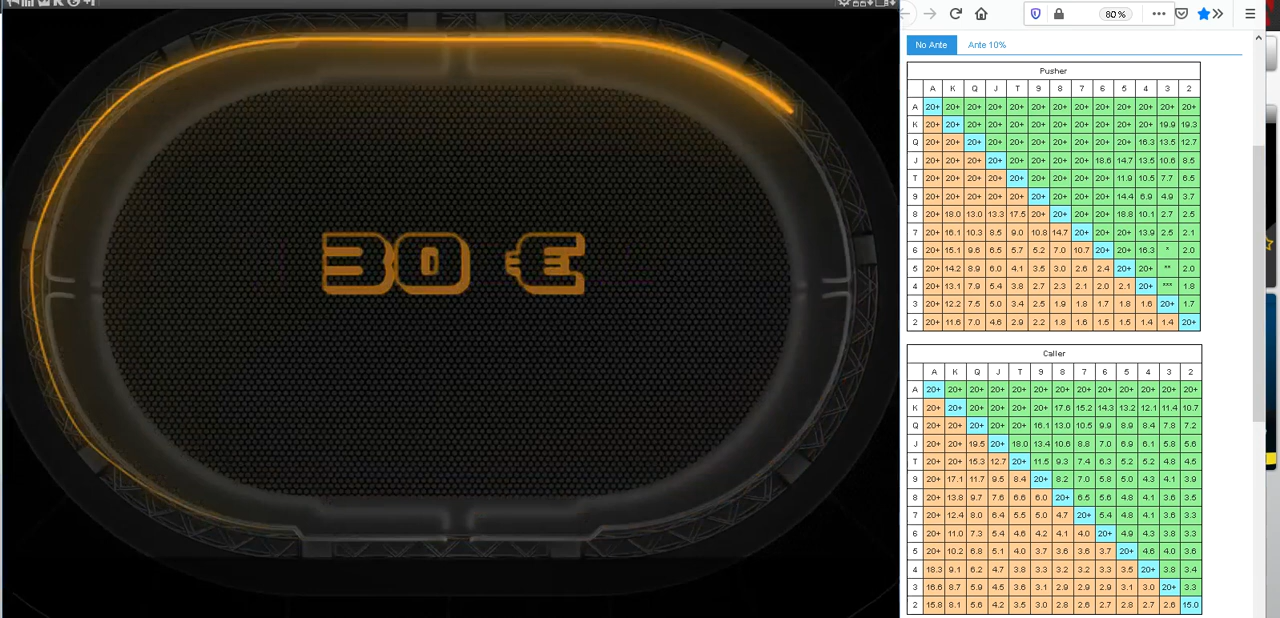 30 €
80%
No Ante Ante 10%
Pusher
A K Q J T 9 8 7 6 5 4 3 2
A 20+ 20+ 20+ 20+ 20+ 20+ 20+ 20+ 20+ 20+ 20+ 20+ 20+
K 20+ 20+ 20+ 20+ 20+ 20+ 20+ 20+ 20+ 20+ 20+ 19.9 19.3
Q 20+ 20+ 20+ 20+ 20+ 20+ 20+ 20+ 20+ 20+ 16.3 13.5 12.7
J 20+ 20+ 20+ 20+ 20+ 20+ 20+ 20+ 18.6 14.7 13.5 10.6 8.5
T 20+ 20+ 20+ 20+ 20+ 20+ 20+ 20+ 20+ 11.9 10.5 7.7 6.5
9 20+ 20+ 20+ 20+ 20+ 20+ 20+ 20+ 20+ 14.4 6.9 4.9 3.7
8 20+ 18.0 13.0 13.3 17.5 20+ 20+ 20+ 20+ 18.8 10.1 2.7 2.5
7 20+ 16.1 10.3 8.5 9.0 10.8 14.7 20+ 20+ 20+ 13.9 2.5 2.1
6 20+ 15.1 9.6 6.5 5.7 5.2 7.0 10.7 20+ 20+ 16.3 * 2.0
5 20+ 14.2 8.9 6.0 4.1 3.5 3.0 2.6 2.4 20+ 20+ ** 2.0
4 20+ 13.1 7.9 5.4 3.8 2.7 2.3 2.1 2.0 2.1 20+ *** 1.8
3 20+ 12.2 7.5 5.0 3.4 2.5 1.9 1.8 1.7 1.8 1.6 20+ 1.7
2 20+ 11.6 7.0 4.6 2.9 2.2 1.8 1.6 1.5 1.5 1.4 1.4 20+
Caller
A K Q J T 9 8 7 6 5 4 3 2
A 20+ 20+ 20+ 20+ 20+ 20+ 20+ 20+ 20+ 20+ 20+ 20+ 20+
K 20+ 20+ 20+ 20+ 20+ 20+ 17.6 15.2 14.3 13.2 12.1 11.4 10.7
Q 20+ 20+ 20+ 20+ 20+ 16.1 13.0 10.5 9.9 8.9 8.4 7.8 7.2
J 20+ 20+ 19.5 20+ 18.0 13.4 10.6 8.8 7.0 6.9 6.1 5.8 5.6
T 20+ 20+ 15.3 12.7 20+ 11.5 9.3 7.4 6.3 5.2 5.2 4.8 4.5
9 20+ 17.1 11.7 9.5 8.4 20+ 8.2 7.0 5.8 5.0 4.3 4.1 3.9
8 20+ 13.8 9.7 7.6 6.6 6.0 20+ 6.5 5.6 4.8 4.1 3.6 3.5
7 20+ 12.4 8.0 6.4 5.5 5.0 4.7 20+ 5.4 4.8 4.1 3.6 3.3
6 20+ 11.0 7.3 5.4 4.6 4.2 4.1 4.0 20+ 4.9 4.3 3.8 3.3
5 20+ 10.2 6.8 5.1 4.0 3.7 3.6 3.6 3.7 20+ 4.6 4.0 3.6
4 18.3 9.1 6.2 4.7 3.8 3.3 3.2 3.2 3.3 3.5 20+ 3.8 3.4
3 16.6 8.7 5.9 4.5 3.6 3.1 2.9 2.9 2.9 3.1 3.0 20+ 3.3
2 15.8 8.1 5.6 4.2 3.5 3.0 2.8 2.6 2.7 2.8 2.7 2.6 15.0